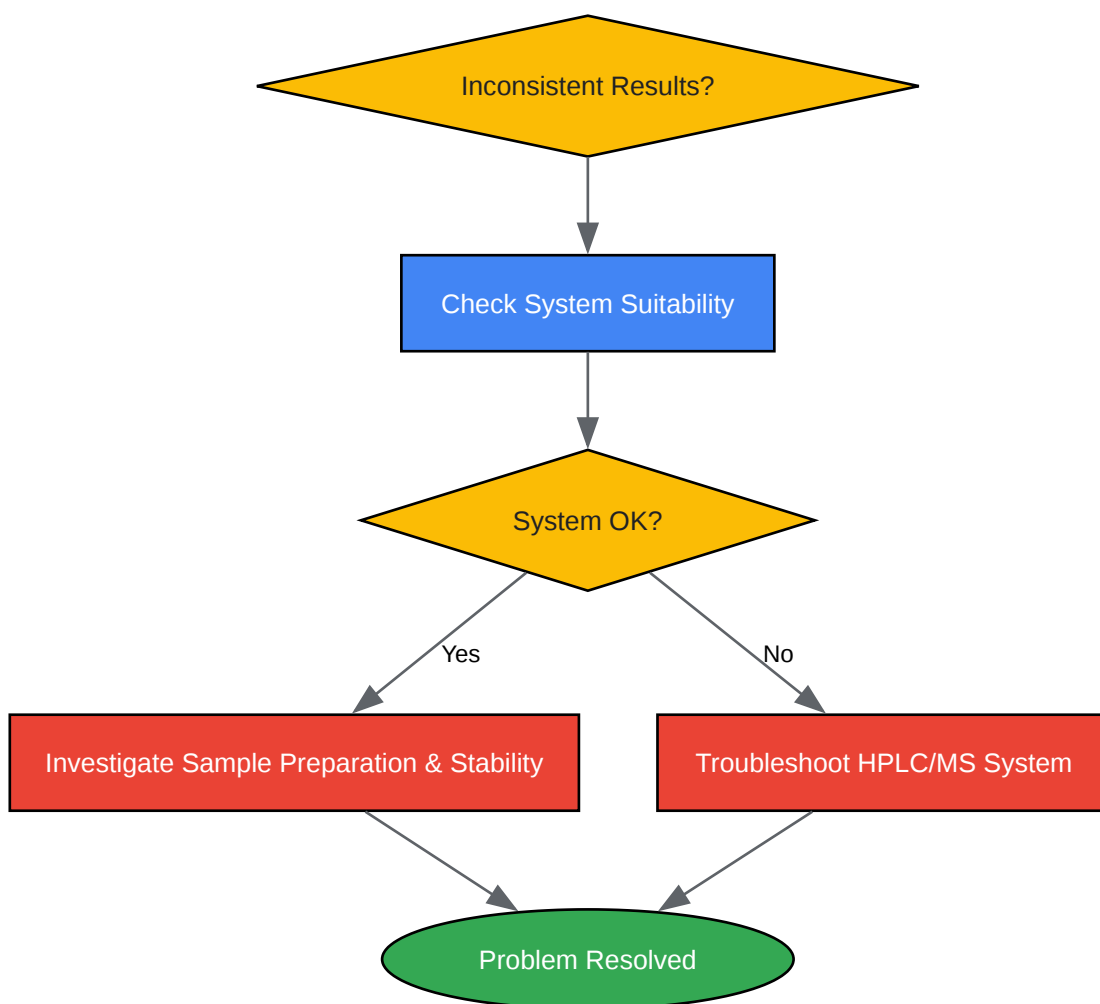 Inconsistent Results?
Check System Suitability
System OK?
Yes
No
Investigate Sample Preparation & Stability
Troubleshoot HPLC/MS System
Problem Resolved